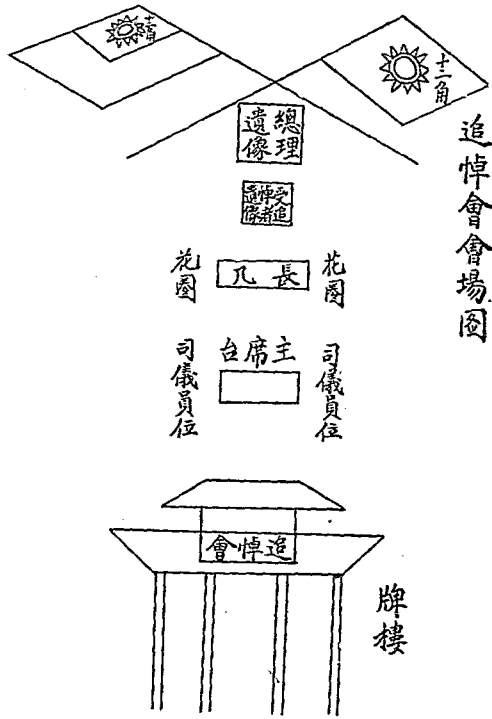 追悼會會場図
十二角
十二角
總理
遺像
受追
悼者
遺像
長几
花圈
花圈
主席台
司儀員位
司儀員位
追悼會
牌樓